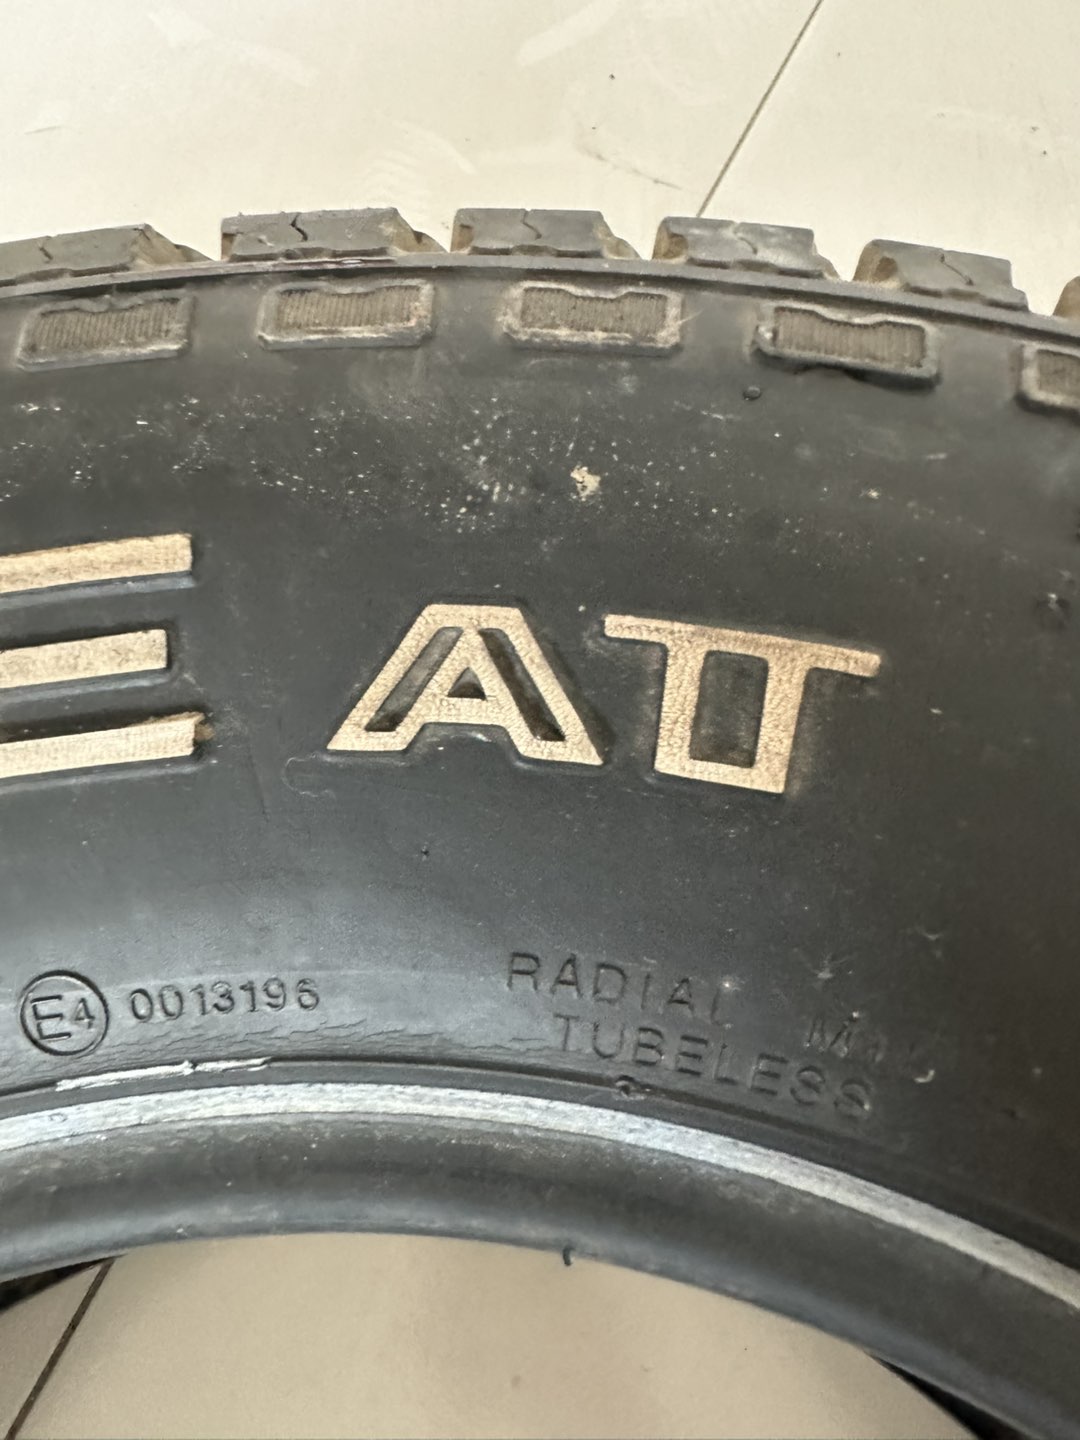 E AT
E4 0013196
RADIAL
TUBELESS